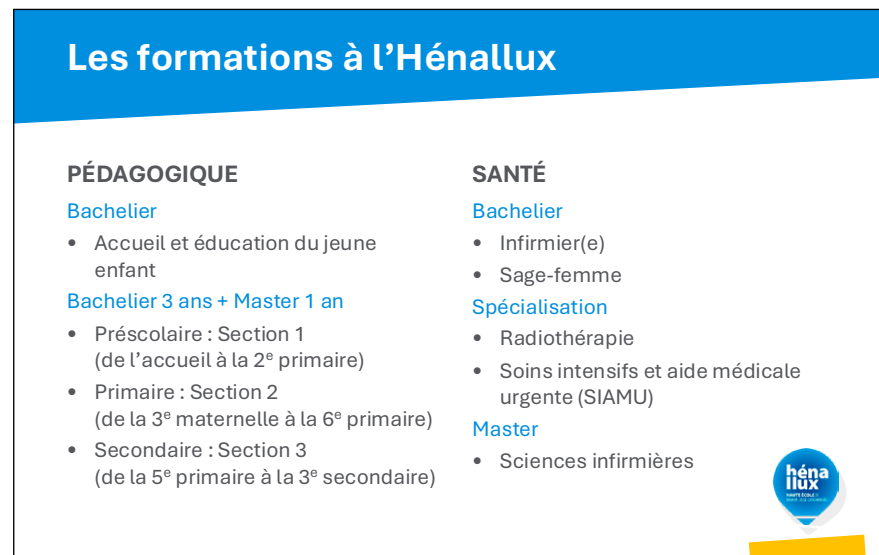 Les formations à l’Hénallux
PÉDAGOGIQUE
Bachelier
• Accueil et éducation du jeune
enfant
Bachelier 3 ans + Master 1 an
• Préscolaire : Section 1
(de l’accueil à la 2e primaire)
• Primaire : Section 2
(de la 3e maternelle à la 6e primaire)
• Secondaire : Section 3
(de la 5e primaire à la 3e secondaire)
SANTÉ
Bachelier
• Infirmier(e)
• Sage-femme
Spécialisation
• Radiothérapie
• Soins intensifs et aide médicale
urgente (SIAMU)
Master
• Sciences infirmières
héna
llux
HAUTE ÉCOLE